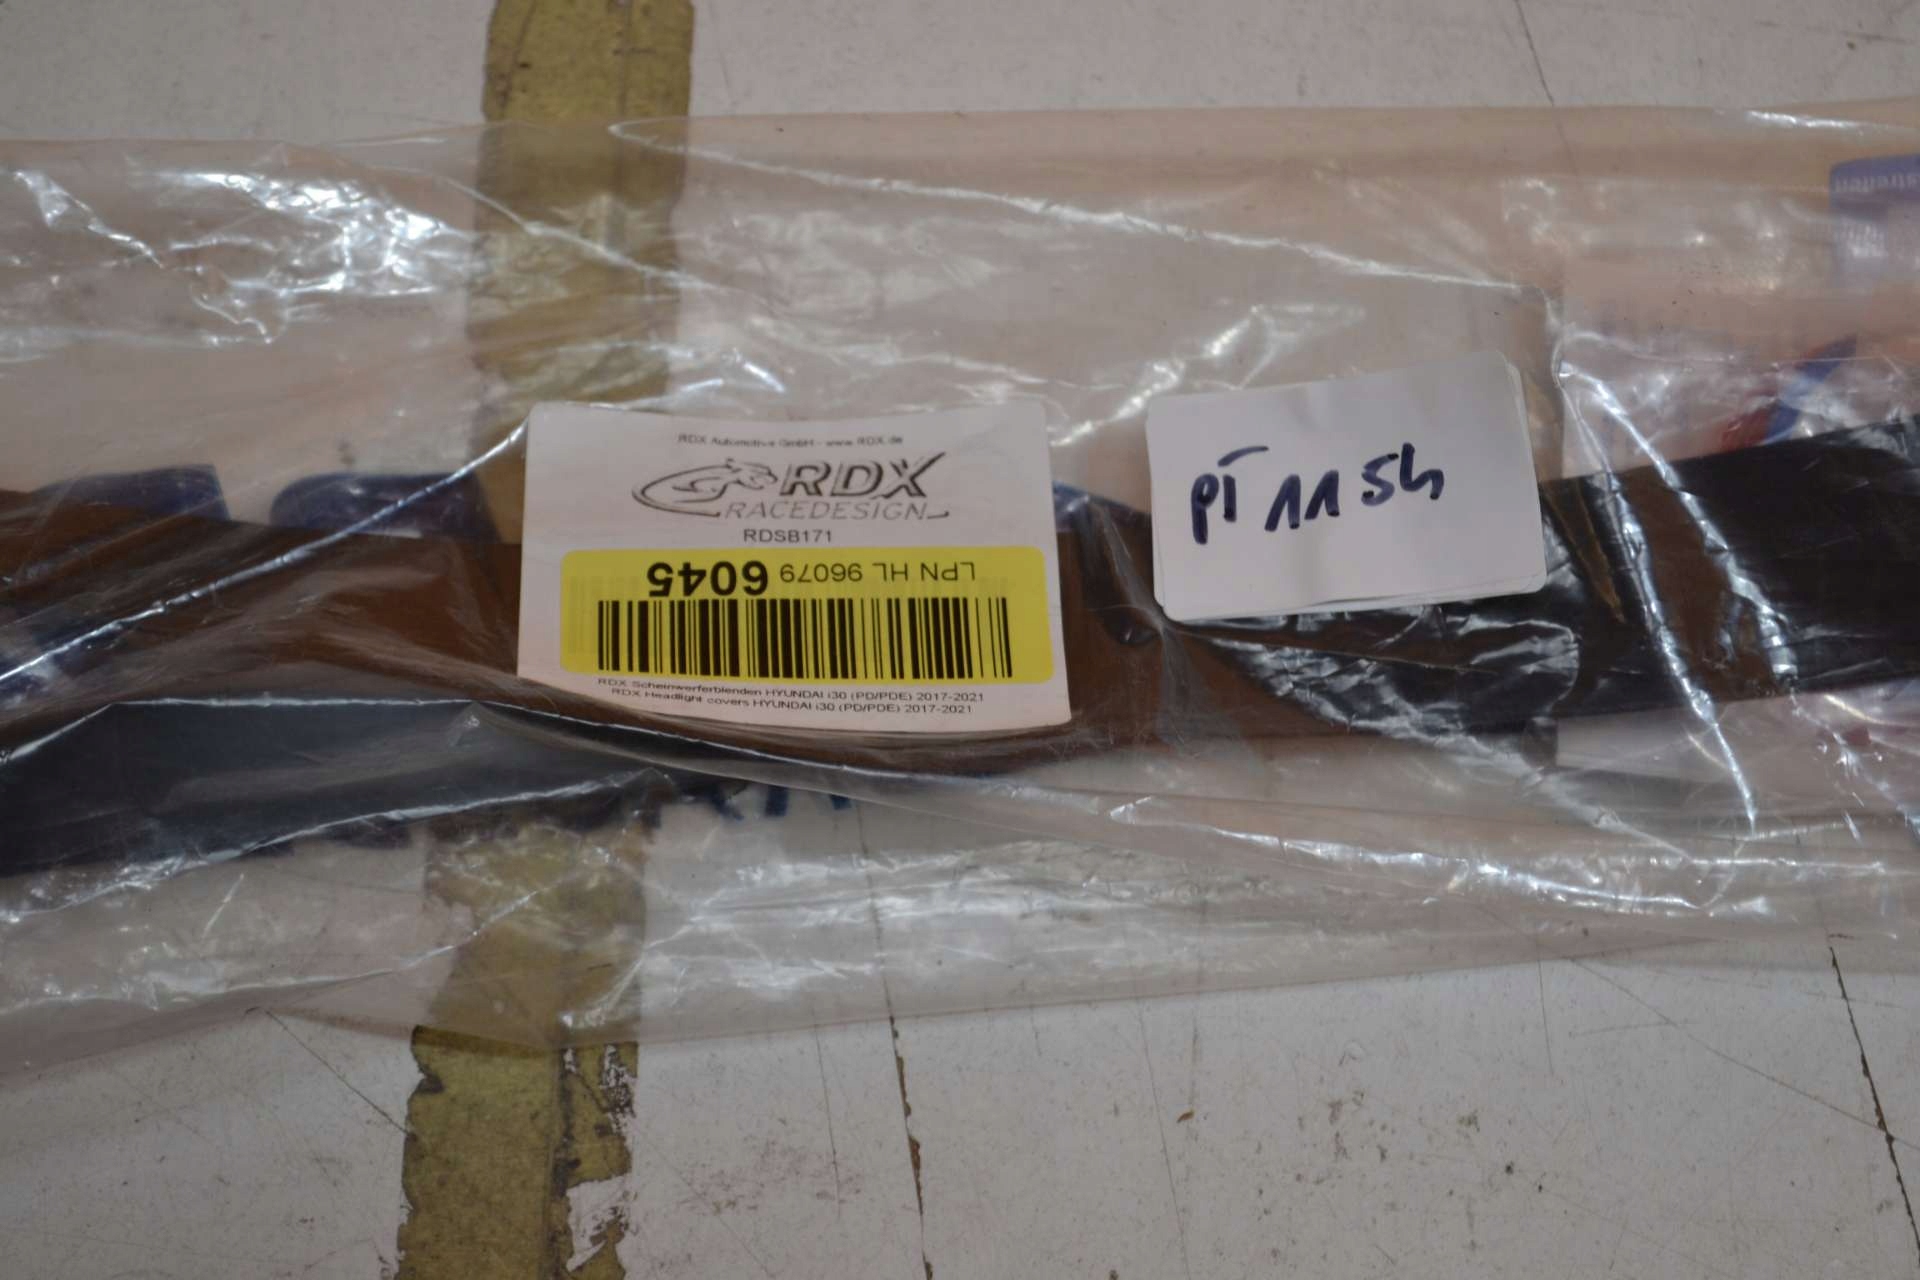 RDX Automotive GmbH - www.RDX.de
RDX
RACEDESIGN
RDSB171
LPN HL 96079 6045
RDX Scheinwerferblenden HYUNDAI i30 (PD/PDE) 2017-2021
RDX Headlight covers HYUNDAI i30 (PD/PDE) 2017-2021
PT 1154